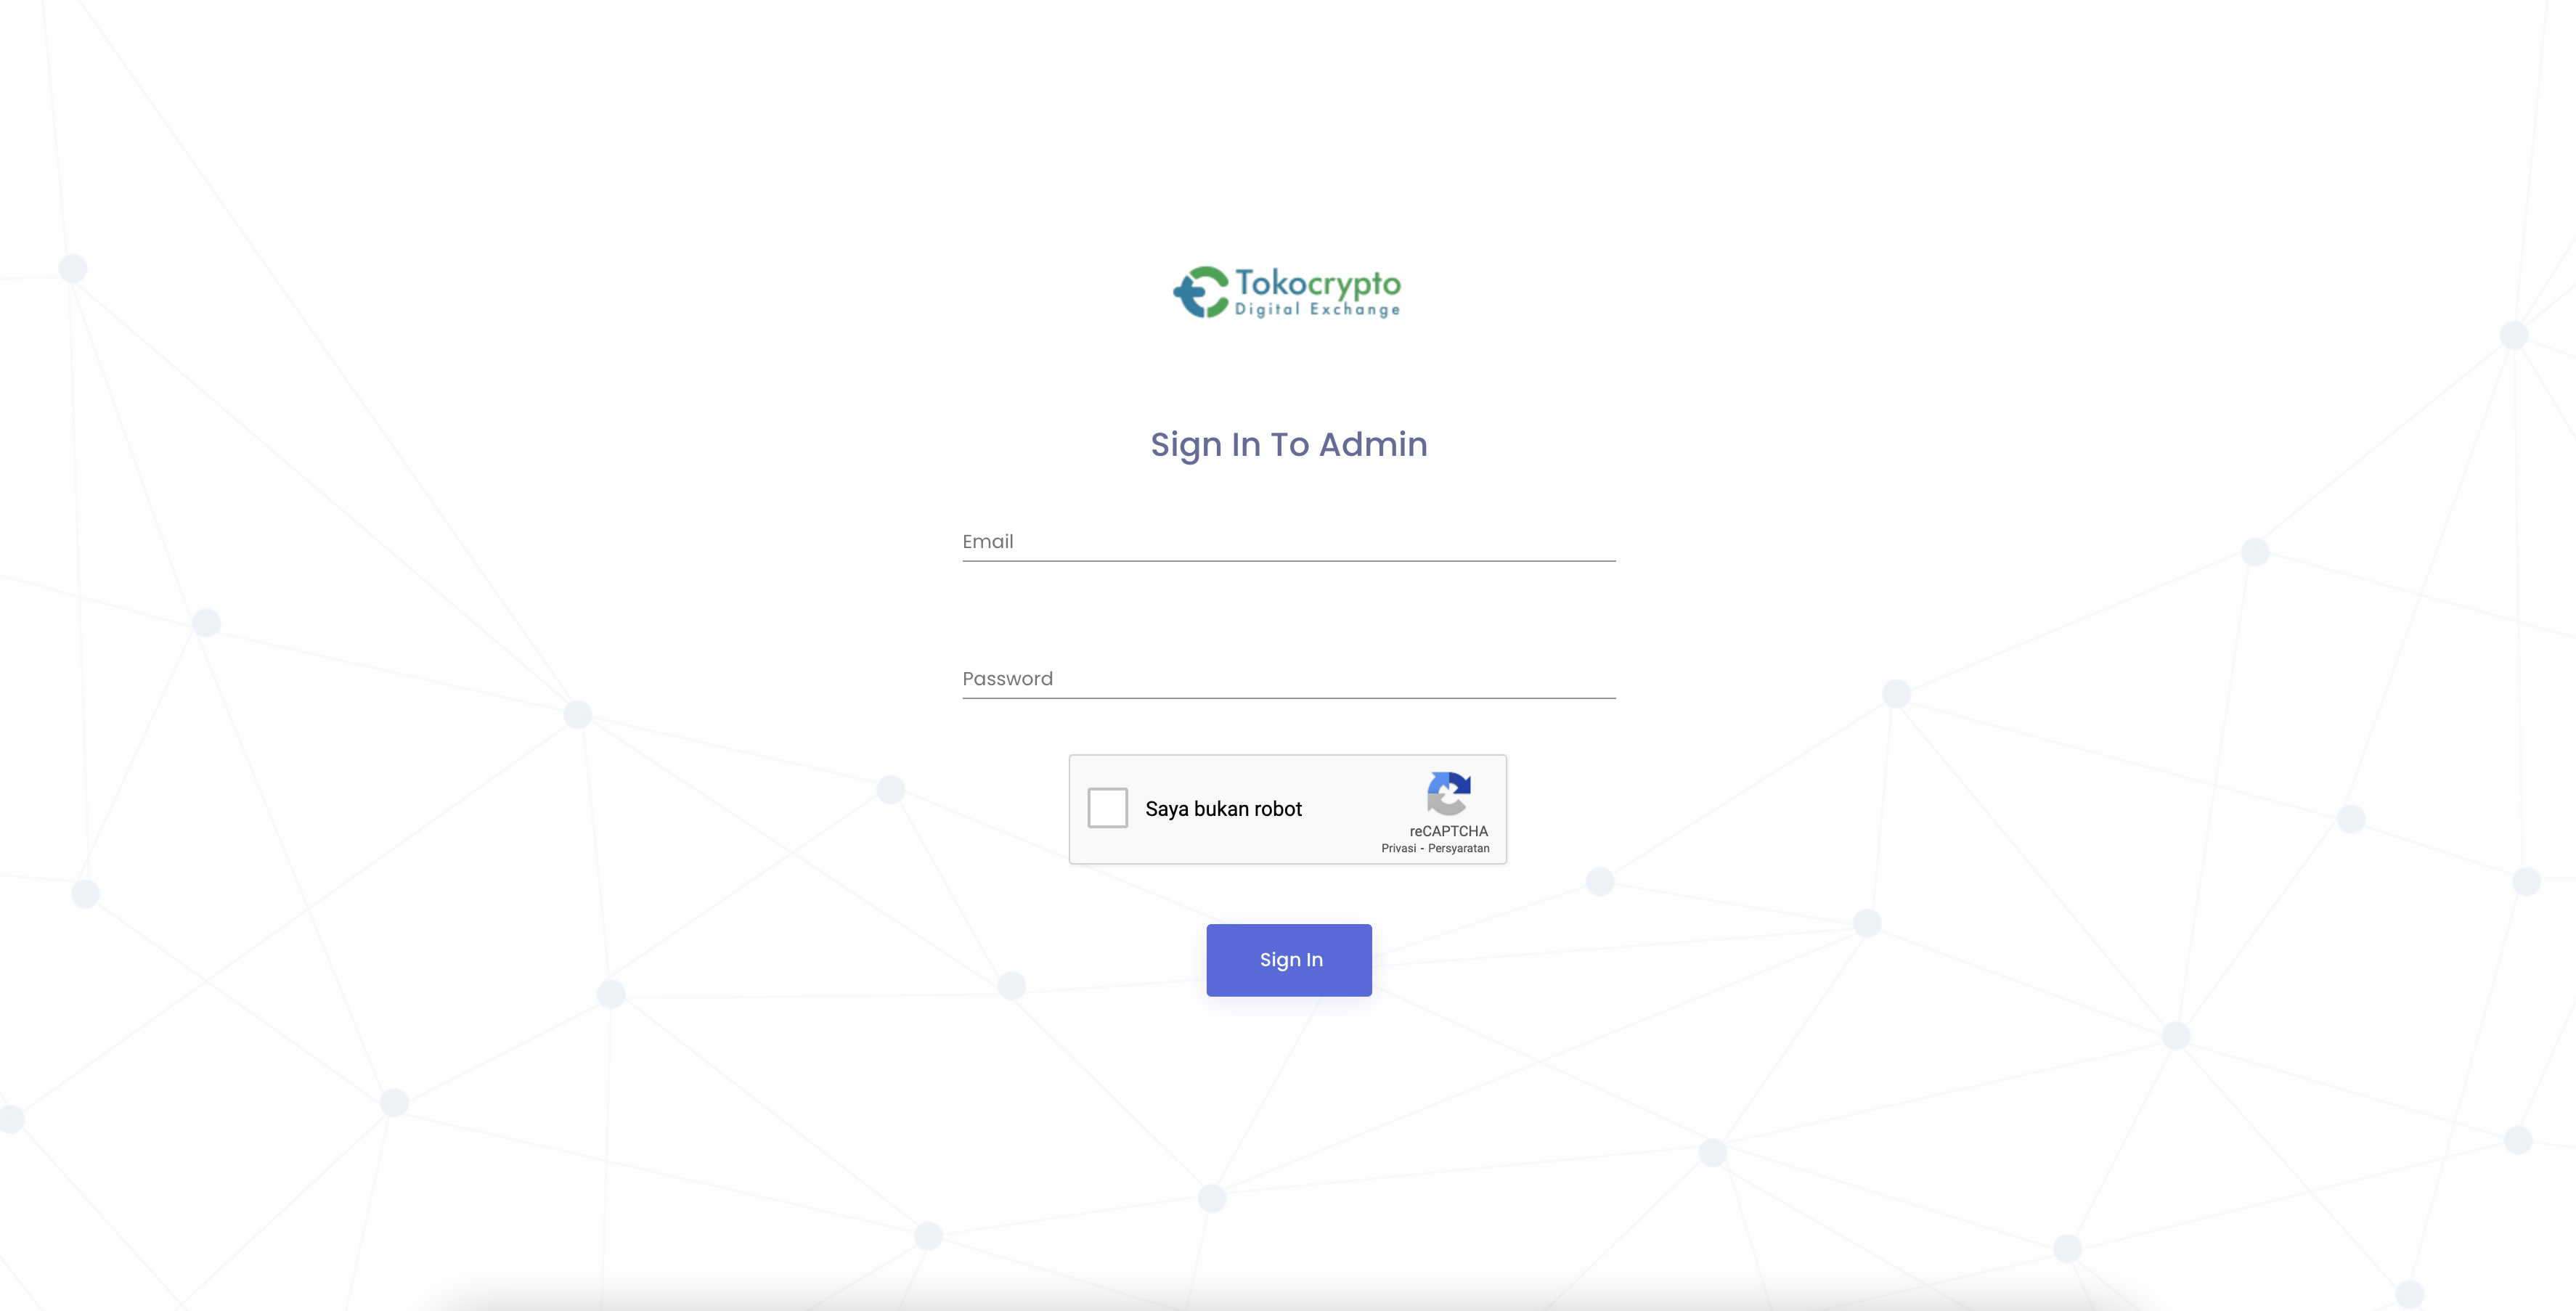 Tokocrypto
Digital Exchange
Sign In To Admin
Email
Password
Saya bukan robot
reCAPTCHA
Privasi - Persyaratan
Sign In